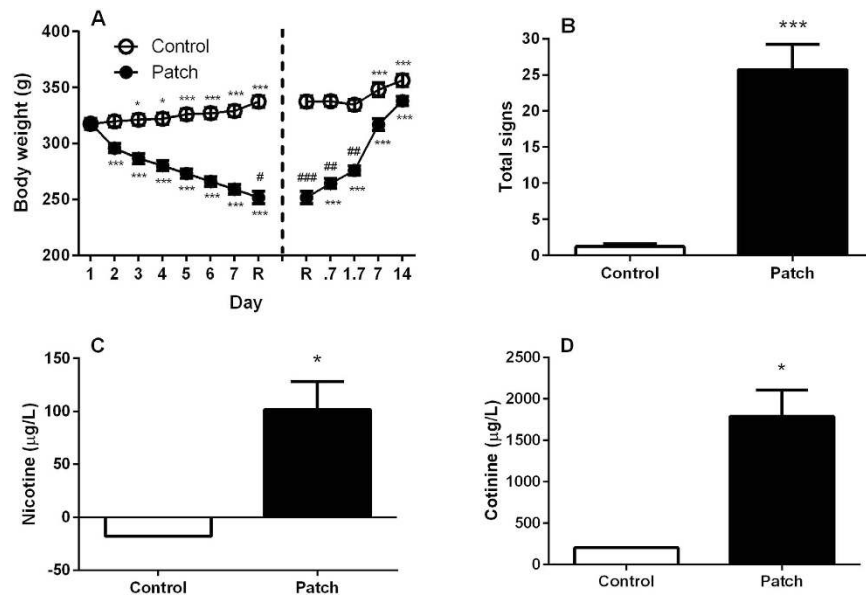 A
Control
Patch
Body weight (g)
350
300
250
200
400
* * *** *** *** ***
*** *** *** *** *** *** ***
#
### ## ##
*** ***
*** *** *** ***
1 2 3 4 5 6 7 R R .7 1.7 7 14
Day
B
***
Total signs
30
25
20
15
10
5
0
Control Patch
C
*
Nicotine (µg/L)
150
100
50
0
-50
Control Patch
D
*
Cotinine (µg/L)
2500
2000
1500
1000
500
0
Control Patch